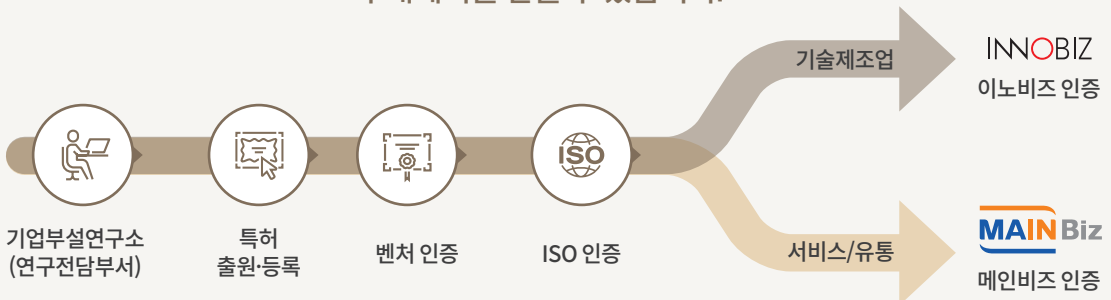 기술제조업
INNOBIZ
이노비즈 인증
ISO
기업부설연구소
(연구전담부서)
특허
출원·등록
벤처 인증
ISO 인증
서비스/유통
MAINBiz
메인비즈 인증